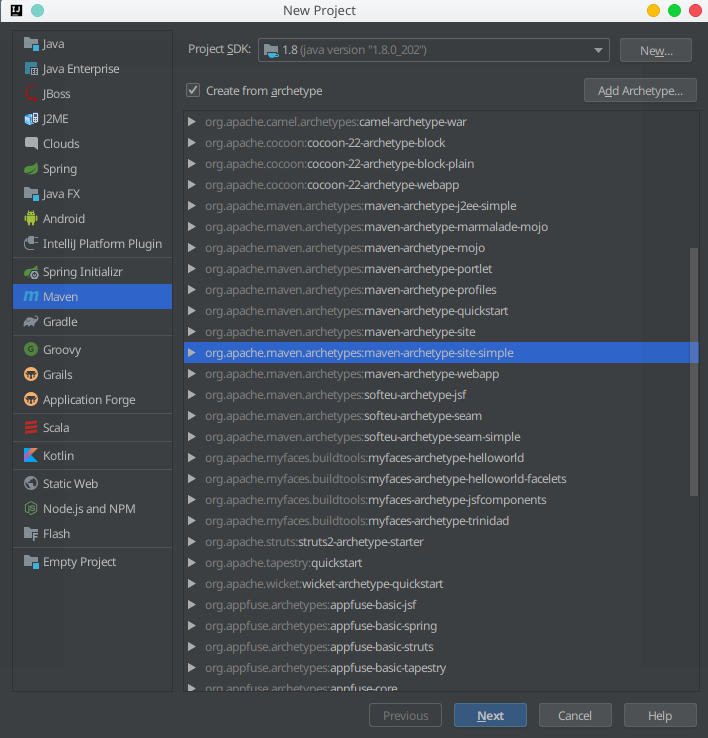 New Project
Java
Java Enterprise
JBoss
J2ME
Clouds
Spring
Java FX
Android
IntelliJ Platform Plugin
Spring Initializr
Maven
Gradle
Groovy
Grails
Application Forge
Scala
Kotlin
Static Web
Node.js and NPM
Flash
Empty Project
Project SDK: 1.8 (java version "1.8.0_202") New...
Create from archetype Add Archetype...
org.apache.camel.archetypes:camel-archetype-war
org.apache.cocoon:cocoon-22-archetype-block
org.apache.cocoon:cocoon-22-archetype-block-plain
org.apache.cocoon:cocoon-22-archetype-webapp
org.apache.maven.archetypes:maven-archetype-j2ee-simple
org.apache.maven.archetypes:maven-archetype-marmalade-mojo
org.apache.maven.archetypes:maven-archetype-mojo
org.apache.maven.archetypes:maven-archetype-portlet
org.apache.maven.archetypes:maven-archetype-profiles
org.apache.maven.archetypes:maven-archetype-quickstart
org.apache.maven.archetypes:maven-archetype-site
org.apache.maven.archetypes:maven-archetype-site-simple
org.apache.maven.archetypes:maven-archetype-webapp
org.apache.maven.archetypes:softeu-archetype-jsf
org.apache.maven.archetypes:softeu-archetype-seam
org.apache.maven.archetypes:softeu-archetype-seam-simple
org.apache.myfaces.buildtools:myfaces-archetype-helloworld
org.apache.myfaces.buildtools:myfaces-archetype-helloworld-facelets
org.apache.myfaces.buildtools:myfaces-archetype-jsfcomponents
org.apache.myfaces.buildtools:myfaces-archetype-trinidad
org.apache.struts:struts2-archetype-starter
org.apache.tapestry:quickstart
org.apache.wicket:wicket-archetype-quickstart
org.appfuse.archetypes:appfuse-basic-jsf
org.appfuse.archetypes:appfuse-basic-spring
org.appfuse.archetypes:appfuse-basic-struts
org.appfuse.archetypes:appfuse-basic-tapestry
org.appfuse.archetypes:appfuse-core
Previous Next Cancel Help